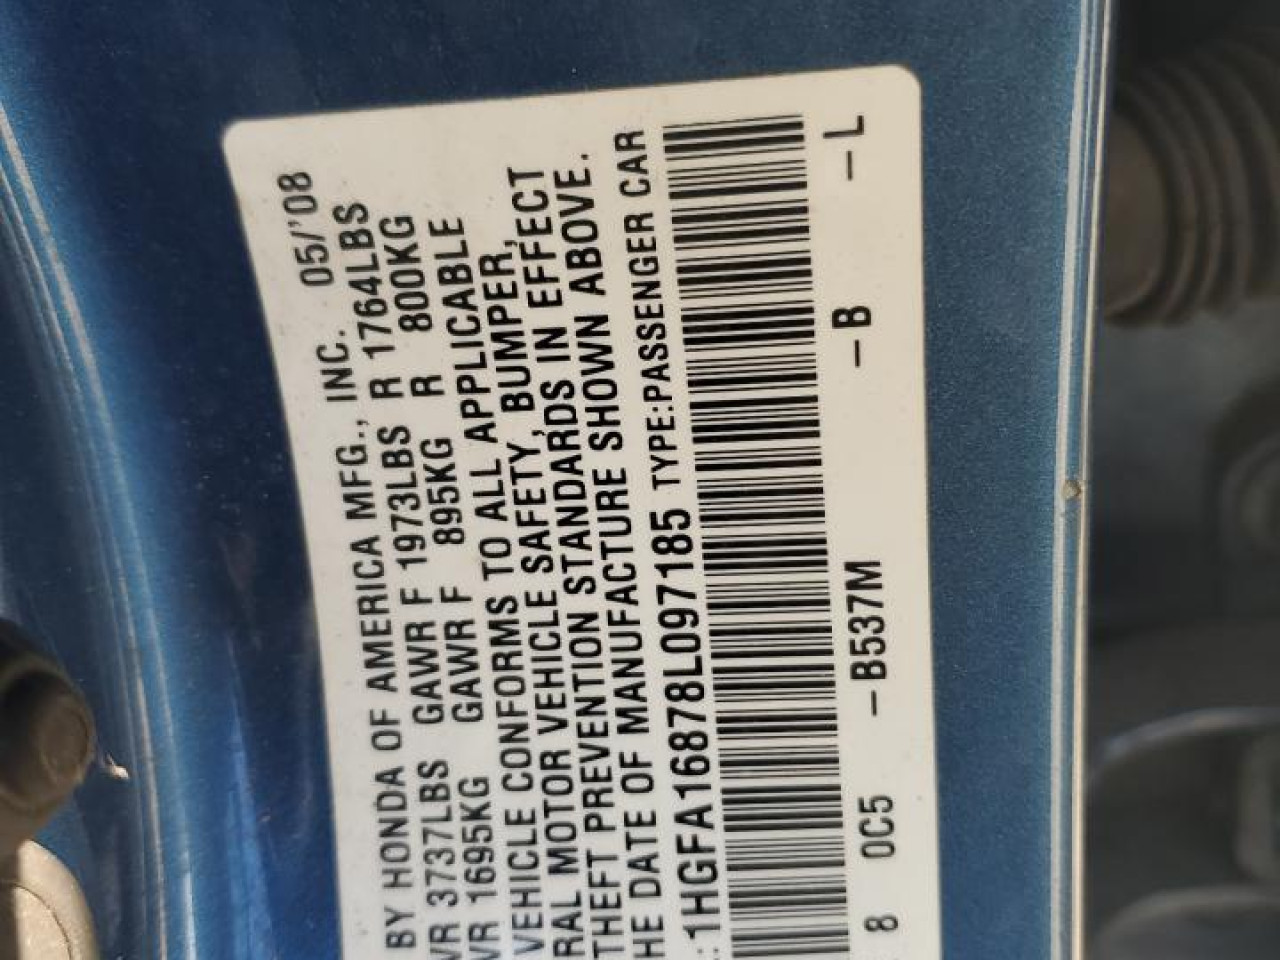 BY HONDA OF AMERICA MFG., INC. 05/'08
VR 3737LBS GAWR F 1973LBS R 1764LBS
VR 1695KG GAWR F 895KG R 800KG
VEHICLE CONFORMS TO ALL APPLICABLE
RAL MOTOR VEHICLE SAFETY, BUMPER,
THEFT PREVENTION STANDARDS IN EFFECT
HE DATE OF MANUFACTURE SHOWN ABOVE.
.:1HGFA16878L097185 TYPE:PASSENGER CAR
8 0C5 –B537M –B –L